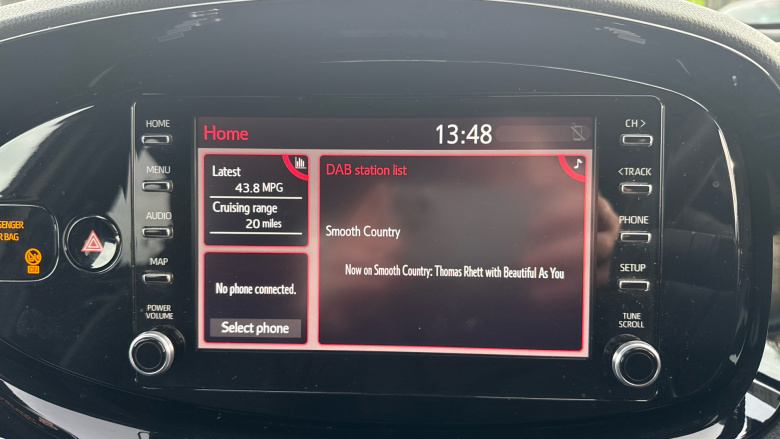 Home
13:48
HOME
MENU
AUDIO
MAP
POWER
VOLUME
Latest
43.8 MPG
Cruising range
20 miles
No phone connected.
Select phone
DAB station list
Smooth Country
Now on Smooth Country: Thomas Rhett with Beautiful As You
CH >
< TRACK
PHONE
SETUP
TUNE
SCROLL